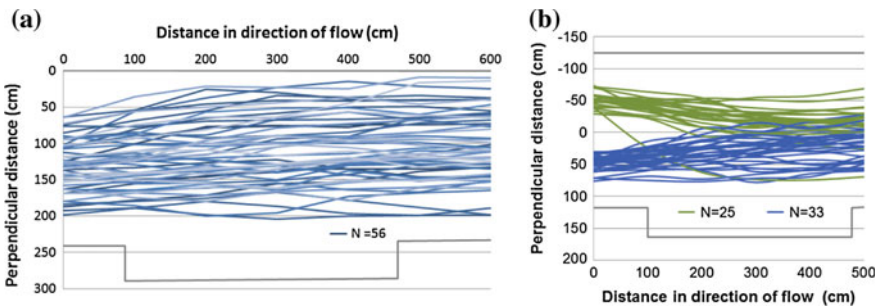 (a)
Distance in direction of flow (cm)
0 100 200 300 400 500 600
Perpendicular distance (cm)
0
50
100
150
200
250
300
N =56
(b)
Perpendicular distance (cm)
-150
-100
-50
0
50
100
150
200
N=25 N=33
0 100 200 300 400 500
Distance in direction of flow (cm)